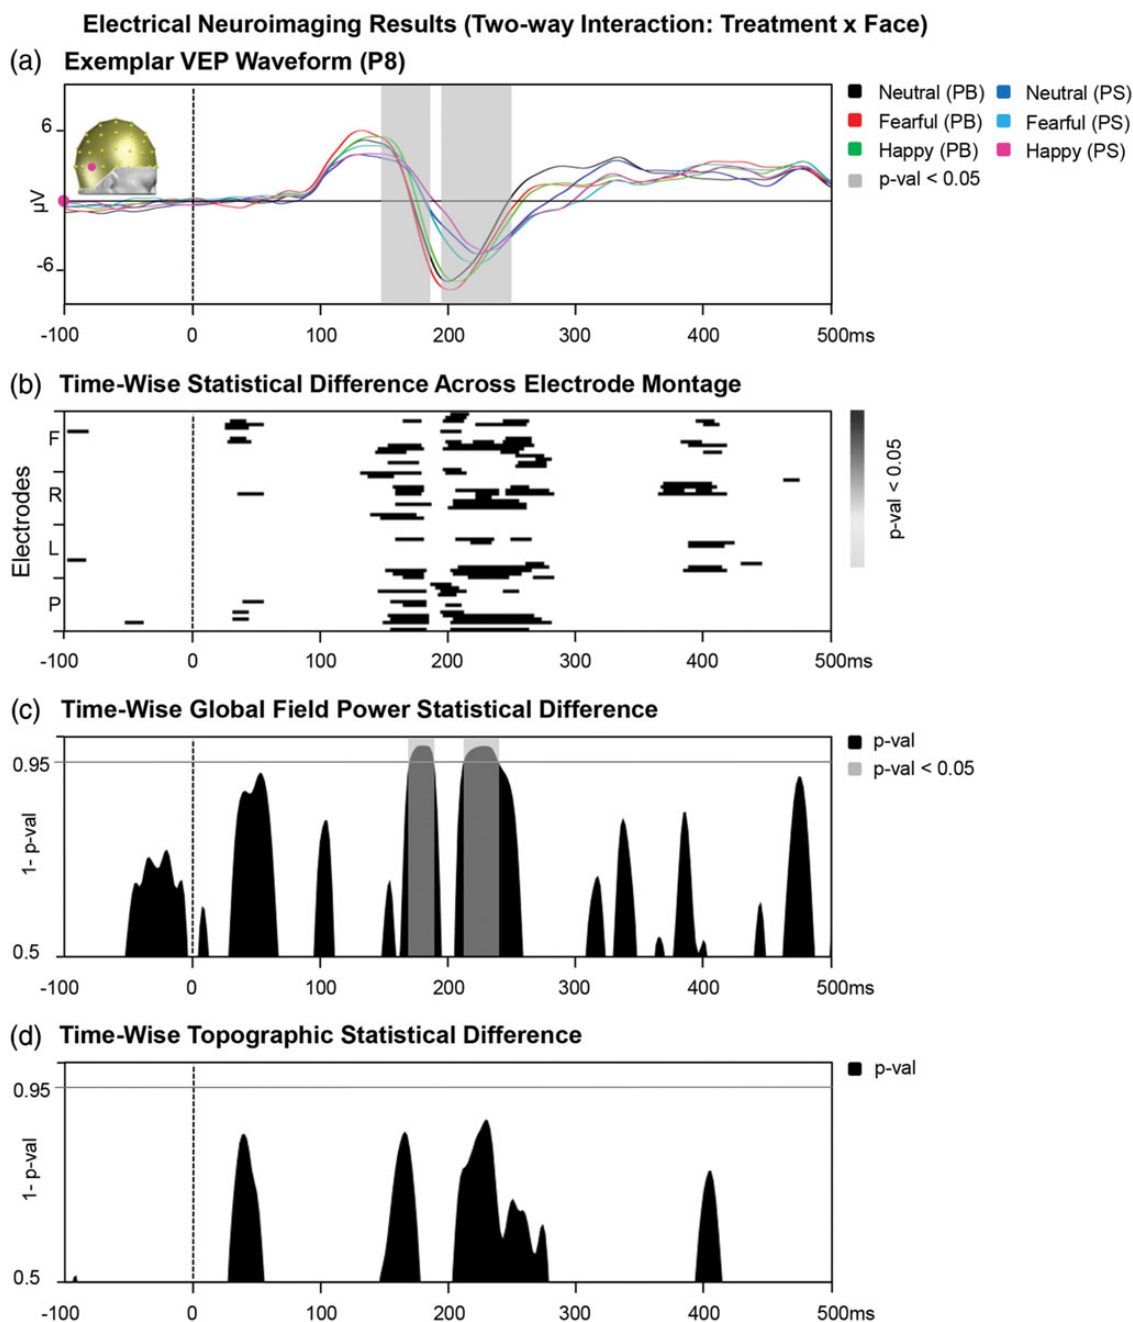 Electrical Neuroimaging Results (Two-way Interaction: Treatment x Face)
(a) Exemplar VEP Waveform (P8)
6
µV
-6
-100 0 100 200 300 400 500ms
Neutral (PB) Neutral (PS)
Fearful (PB) Fearful (PS)
Happy (PB) Happy (PS)
p-val < 0.05
(b) Time-Wise Statistical Difference Across Electrode Montage
Electrodes
F
R
L
P
-100 0 100 200 300 400 500ms
p-val < 0.05
(c) Time-Wise Global Field Power Statistical Difference
0.95
1- p-val
0.5
-100 0 100 200 300 400 500ms
p-val
p-val < 0.05
(d) Time-Wise Topographic Statistical Difference
0.95
1- p-val
0.5
-100 0 100 200 300 400 500ms
p-val